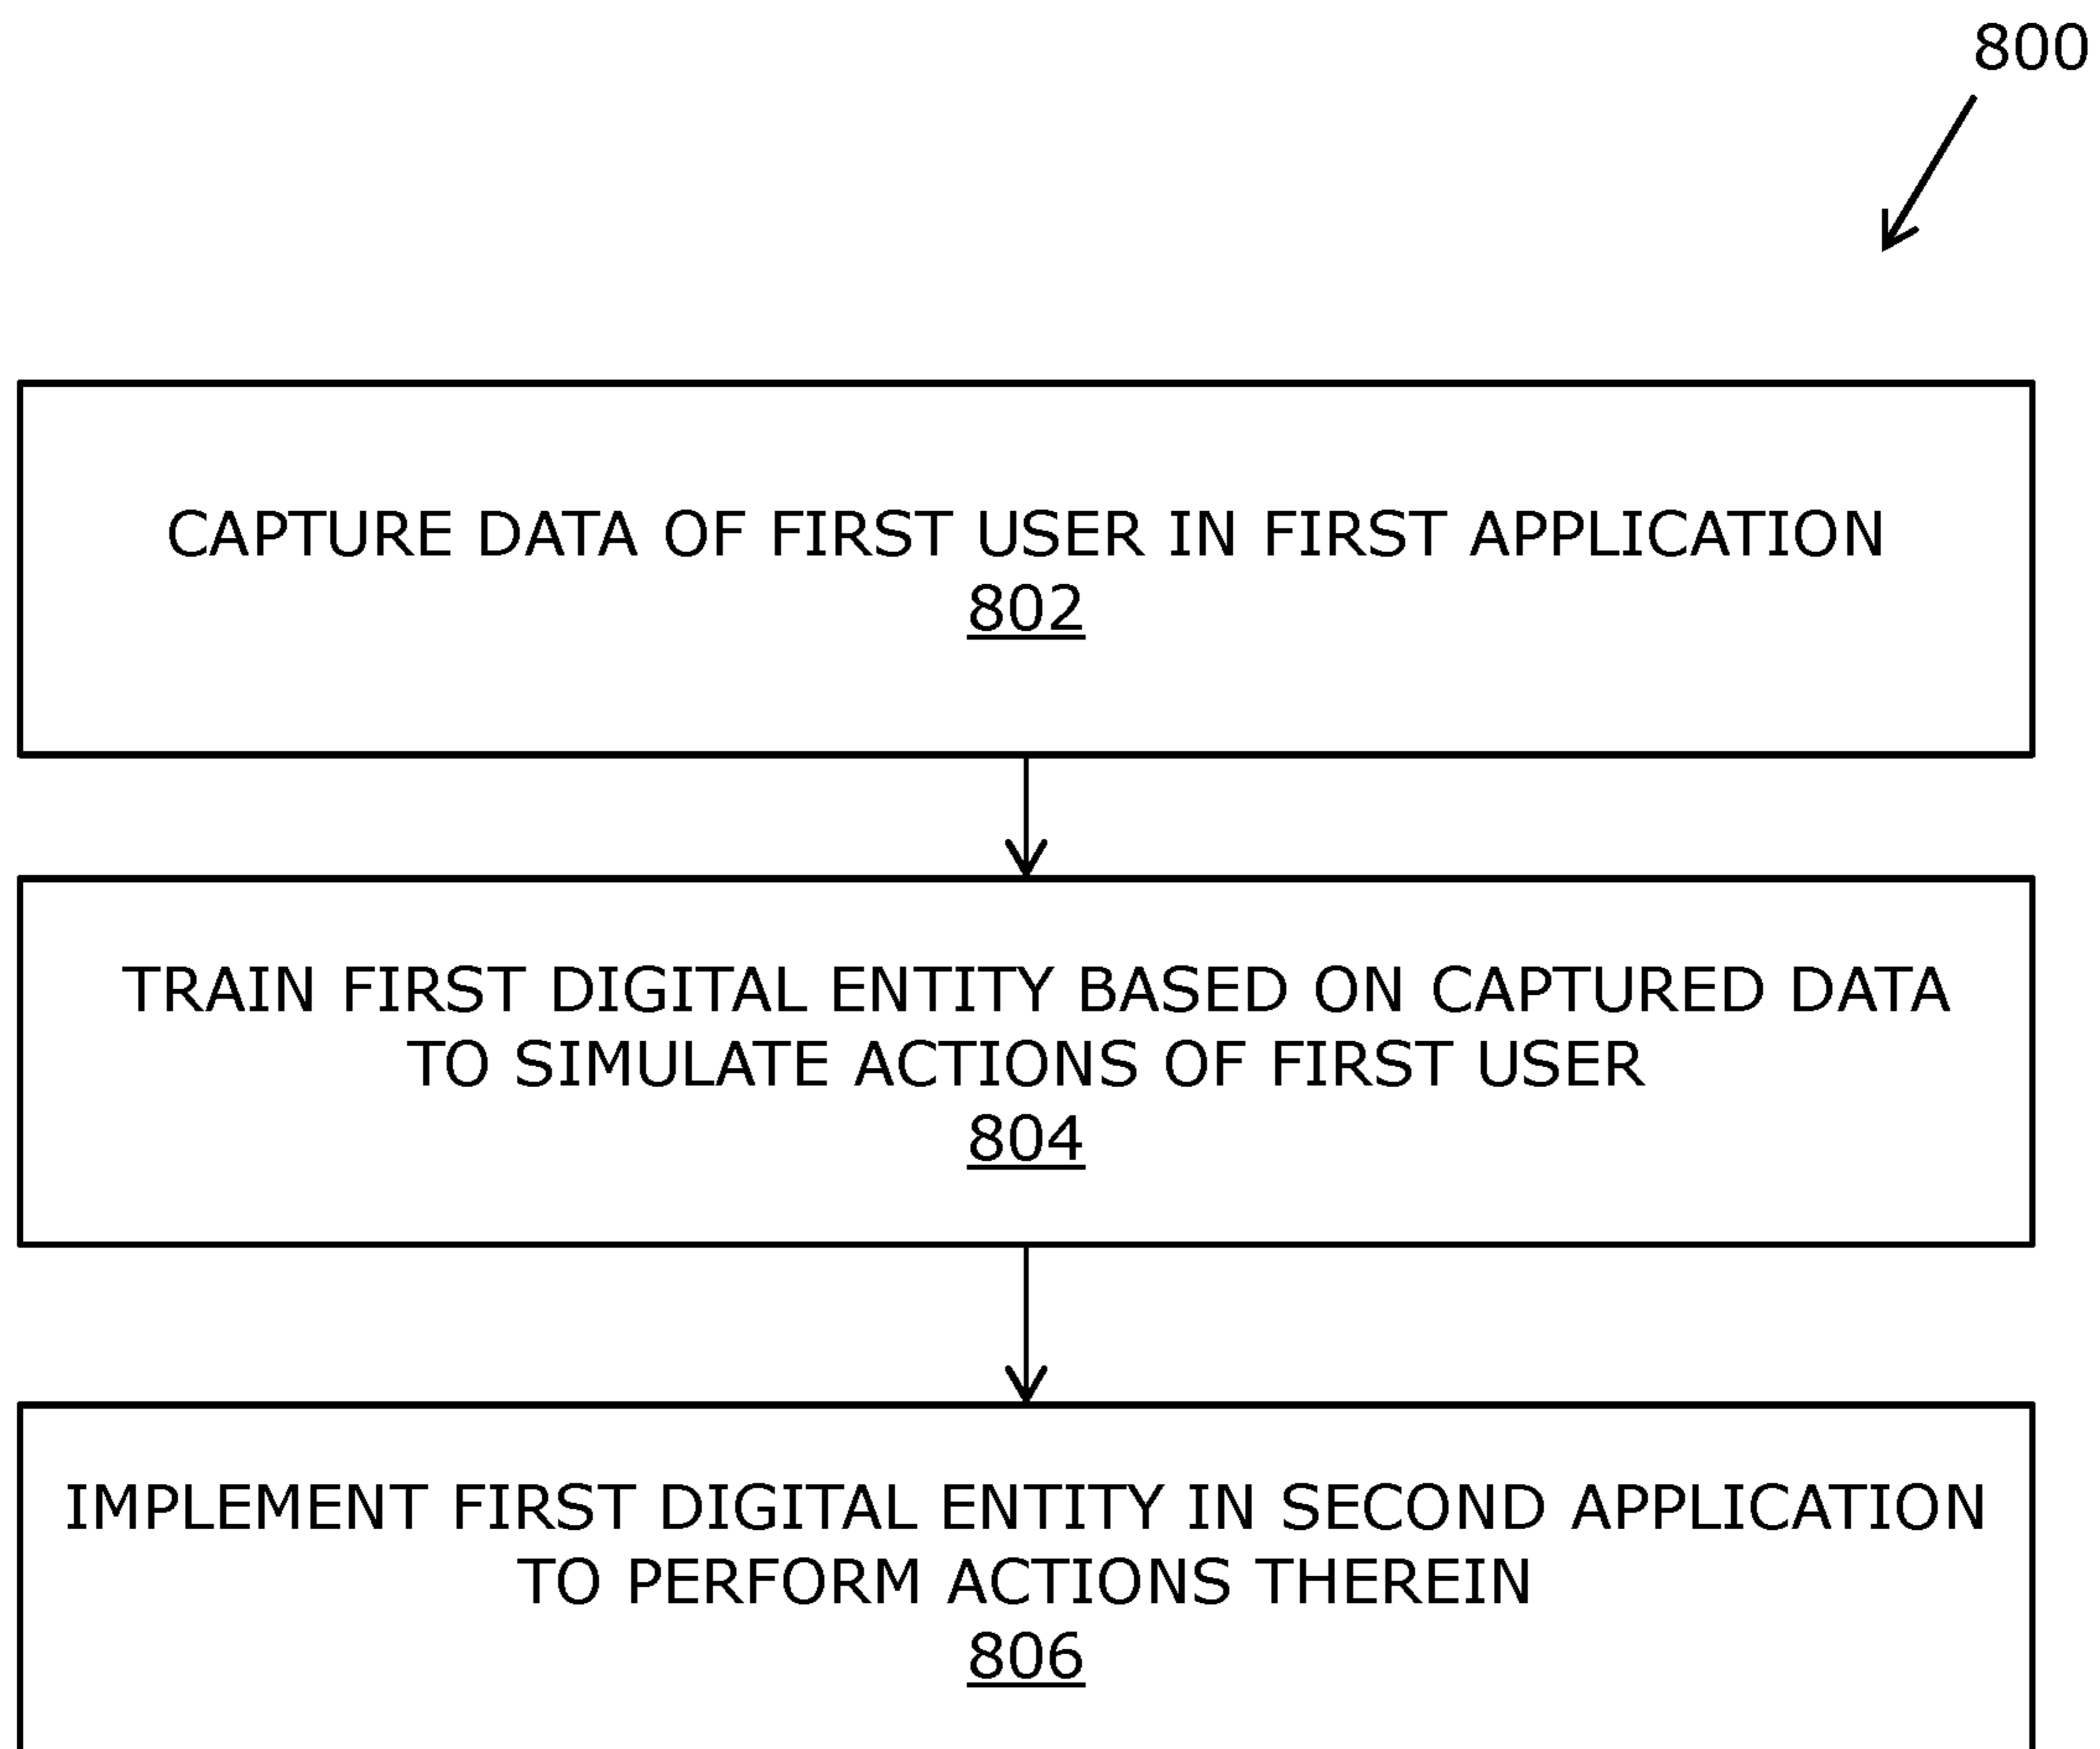 800
CAPTURE DATA OF FIRST USER IN FIRST APPLICATION
802
TRAIN FIRST DIGITAL ENTITY BASED ON CAPTURED DATA
TO SIMULATE ACTIONS OF FIRST USER
804
IMPLEMENT FIRST DIGITAL ENTITY IN SECOND APPLICATION
TO PERFORM ACTIONS THEREIN
806